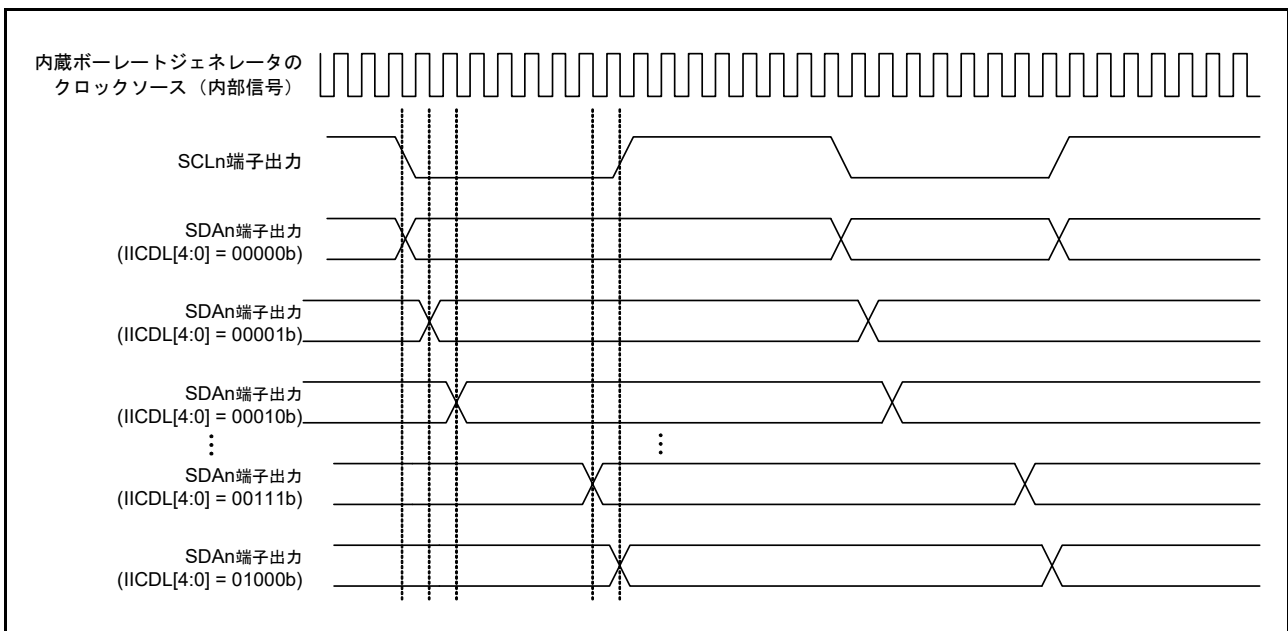 内蔵ボーレートジェネレータの
クロックソース（内部信号）
SCLn端子出力
SDAn端子出力
(IICDL[4:0] = 00000b)
SDAn端子出力
(IICDL[4:0] = 00001b)
SDAn端子出力
(IICDL[4:0] = 00010b)
SDAn端子出力
(IICDL[4:0] = 00111b)
SDAn端子出力
(IICDL[4:0] = 01000b)